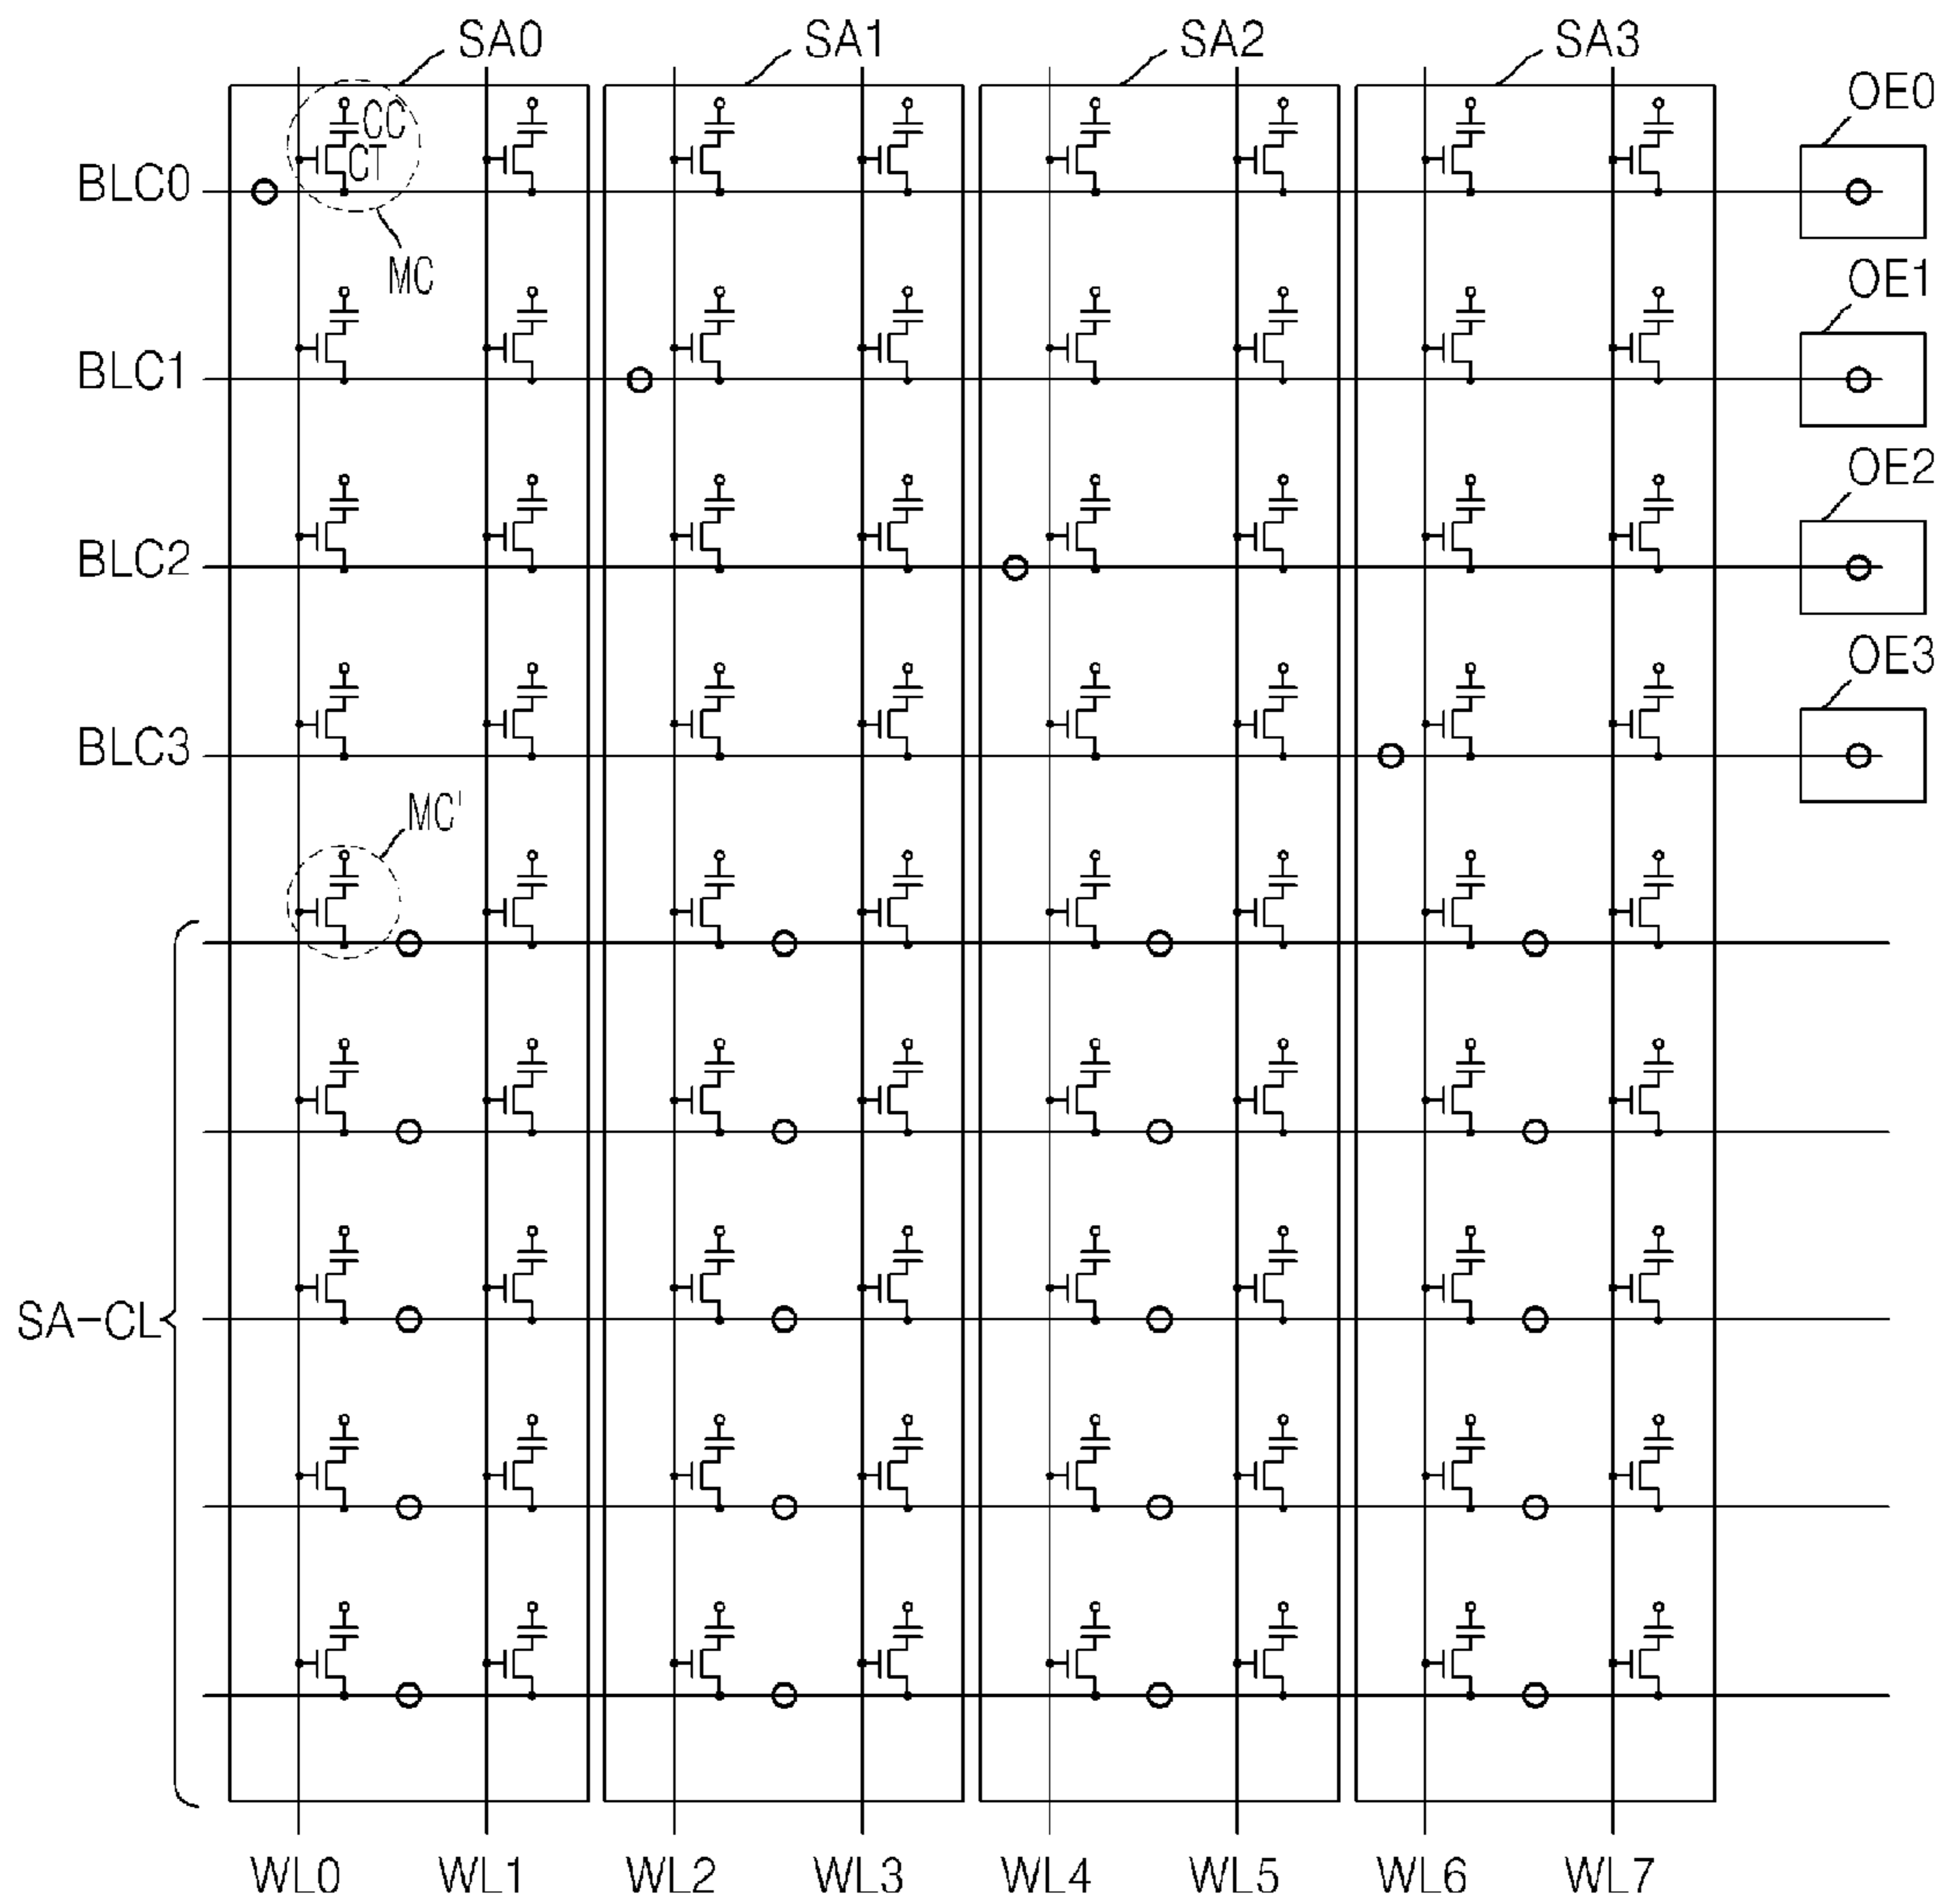 SA0 SA1 SA2 SA3
OE0
CC
CT
BLC0
MC
OE1
BLC1
OE2
BLC2
OE3
BLC3
MC'
SA-CL
WL0 WL1 WL2 WL3 WL4 WL5 WL6 WL7